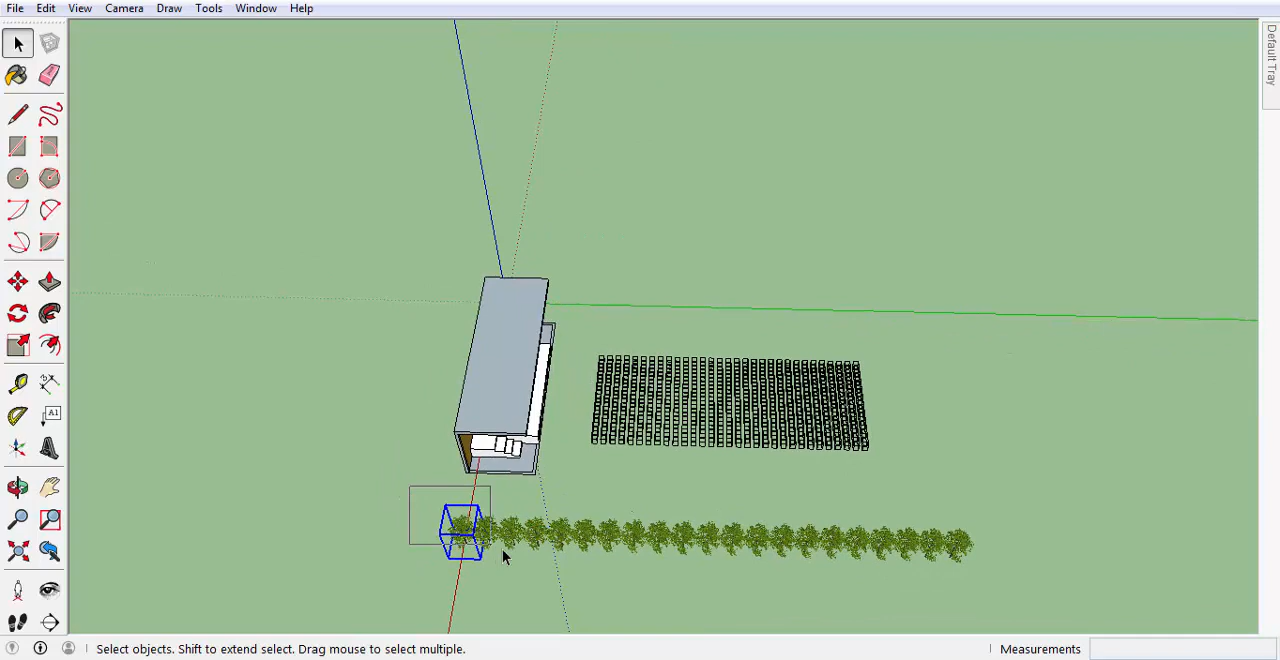 File Edit View Camera Draw Tools Window Help
Default Tray
A1
Select objects. Shift to extend select. Drag mouse to select multiple.
Measurements